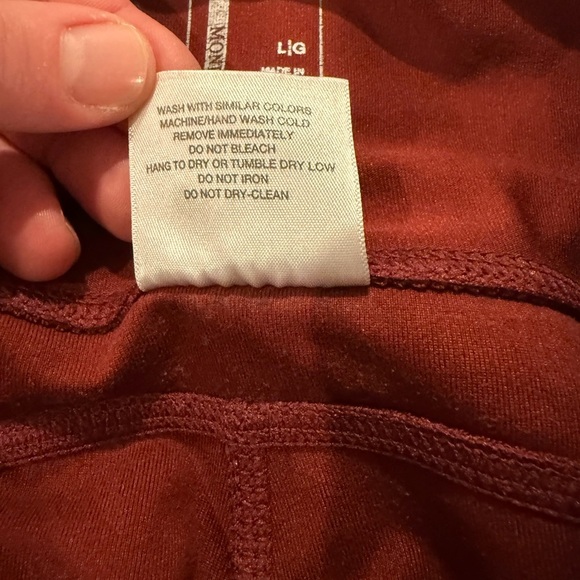 MONT
L|G
MADE IN
WASH WITH SIMILAR COLORS
MACHINE/HAND WASH COLD
REMOVE IMMEDIATELY
DO NOT BLEACH
HANG TO DRY OR TUMBLE DRY LOW
DO NOT IRON
DO NOT DRY-CLEAN